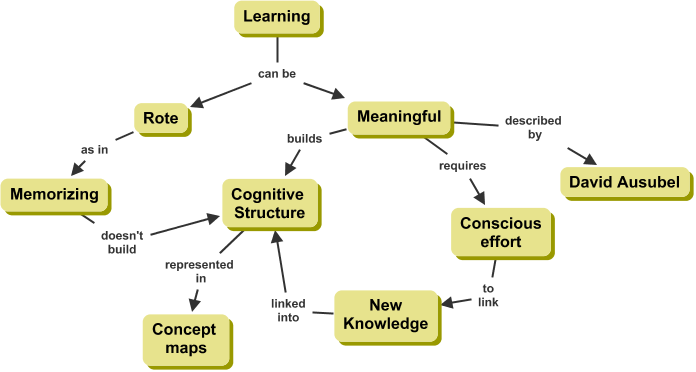 Learning
can be
Rote
Meaningful
described
by
as in
builds
requires
Memorizing
Cognitive
Structure
David Ausubel
doesn't
build
Conscious
effort
represented
in
to
link
linked
into
New
Knowledge
Concept
maps